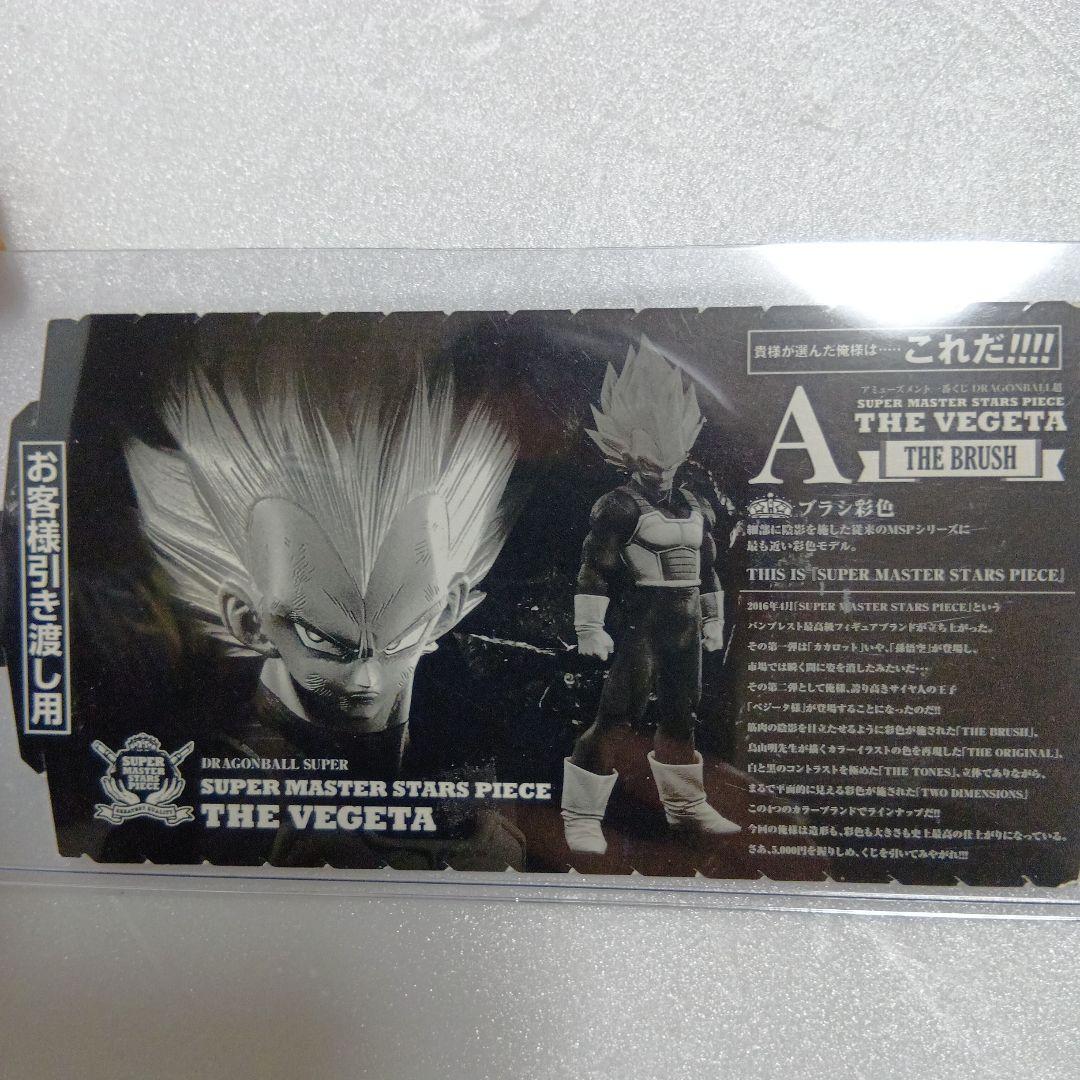 お客様引き渡し用
SUPER
MASTER
STARS
PIECE
GREATEST QUALITY
DRAGONBALL SUPER
SUPER MASTER STARS PIECE
THE VEGETA
貴様が選んだ俺様は‥‥‥これだ!!!!
A
アミューズメント一番くじ DRAGONBALL超
SUPER MASTER STARS PIECE
THE VEGETA
THE BRUSH
ブラシ彩色
細部に陰影を施した従来のMSPシリーズに
最も近い彩色モデル。
THIS IS「SUPER MASTER STARS PIECE」
2016年4月「SUPER MASTER STARS PIECE」という
バンプレスト最高級フィギュアブランドが立ち上がった。
その第一弾は「カカロット」いや、「孫悟空」が登場し。
市場では瞬く間に姿を消したみたいだ‥‥
その第二弾として俺様、誇り高きサイヤ人の王子
「ベジータ様」が登場することになったのだ!!
筋肉の陰影を目立たせるように彩色が施された「THE BRUSH」、
鳥山明先生が描くカラーイラストの色を再現した「THE ORIGINAL」、
白と黒のコントラストを極めた「THE TONES」、立体でありながら、
まるで平面的に見える彩色が施された「TWO DIMENSIONS」
この4つのカラーブランドでラインナップだ!!
今回の俺様は造形も、彩色も大きさも史上最高の仕上がりになっている。
さあ、5,000円を握りしめ、くじを引いてみやがれ!!!